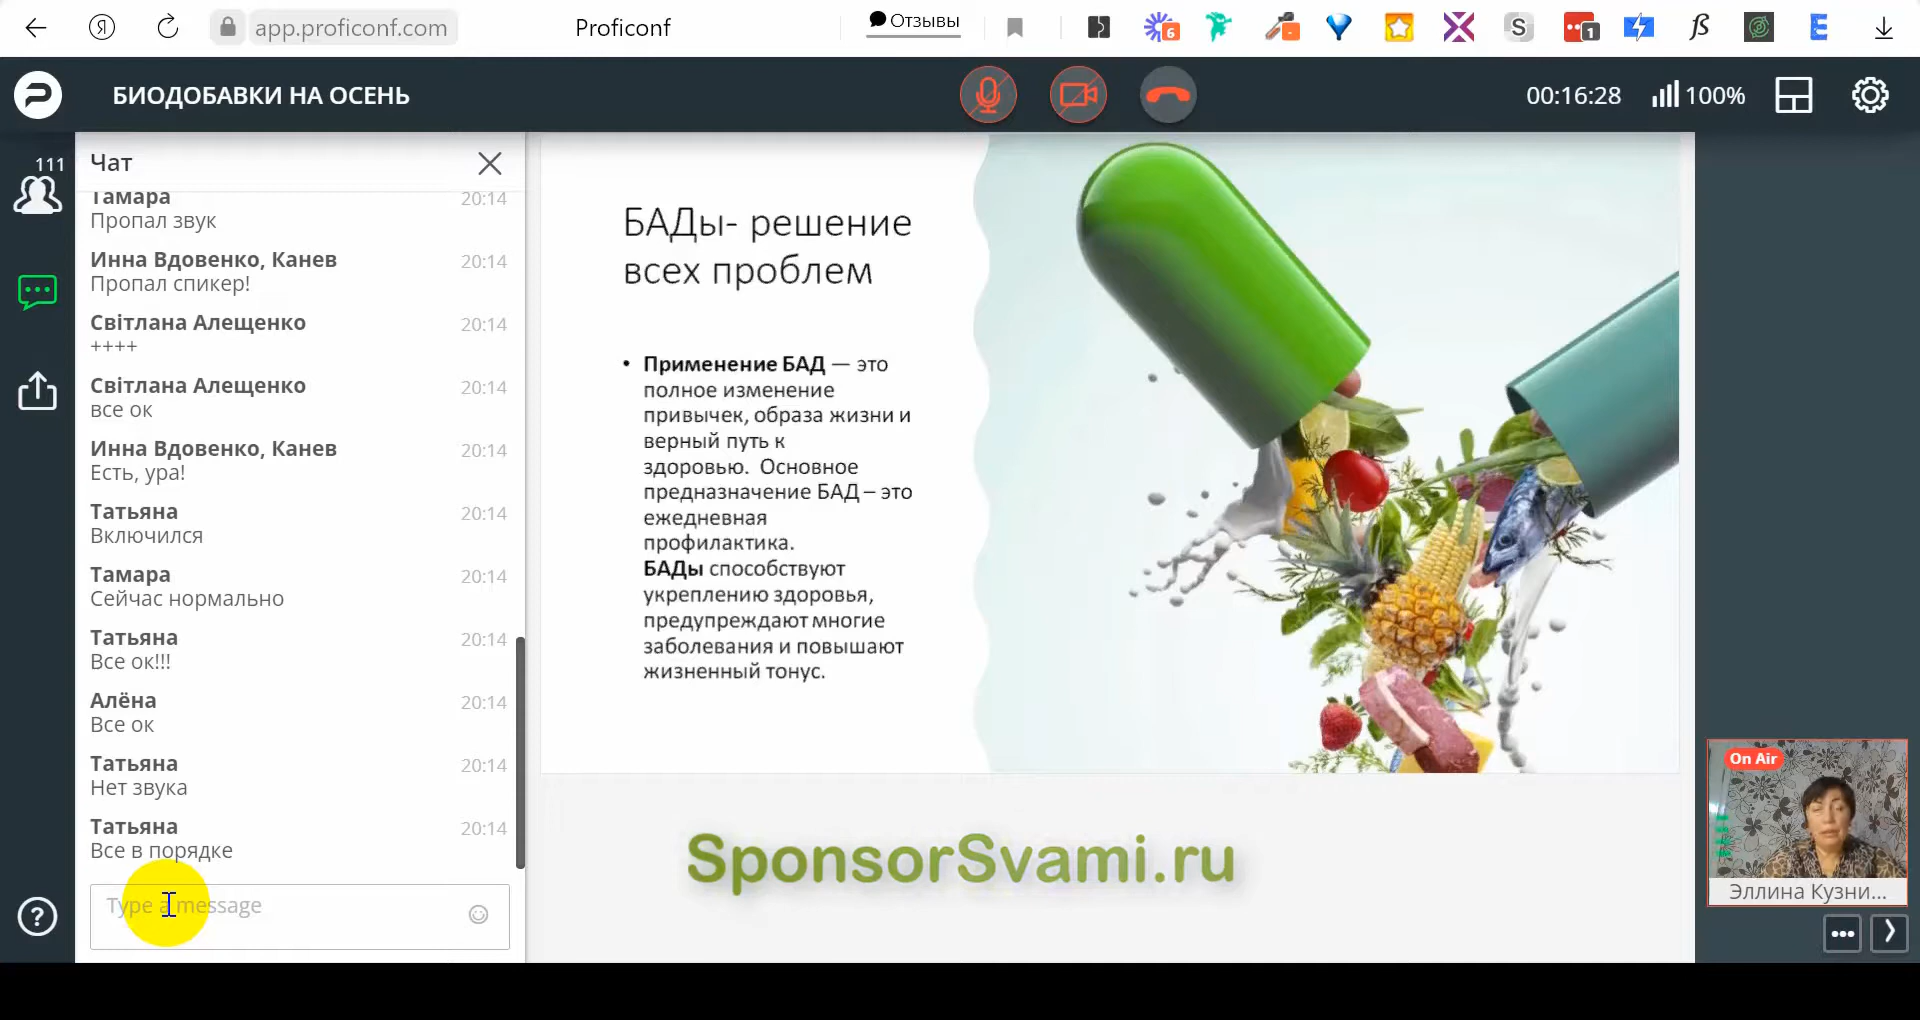 app.proficonf.com
Proficonf
Отзывы
6
1
БИОДОБАВКИ НА ОСЕНЬ
00:16:28
100%
111
Чат
Тамара 20:14
Пропал звук
Инна Вдовенко, Канев 20:14
Пропал спикер!
Світлана Алещенко 20:14
++++
Світлана Алещенко 20:14
все ок
Инна Вдовенко, Канев 20:14
Есть, ура!
Татьяна 20:14
Включился
Тамара 20:14
Сейчас нормально
Татьяна 20:14
Все ок!!!
Алёна 20:14
Все ок
Татьяна 20:14
Нет звука
Татьяна 20:14
Все в порядке
Type a message
БАДы- решение
всех проблем
• Применение БАД — это
полное изменение
привычек, образа жизни и
верный путь к
здоровью. Основное
предназначение БАД – это
ежедневная
профилактика.
БАДы способствуют
укреплению здоровья,
предупреждают многие
заболевания и повышают
жизненный тонус.
SponsorSvami.ru
On Air
Эллина Кузни...